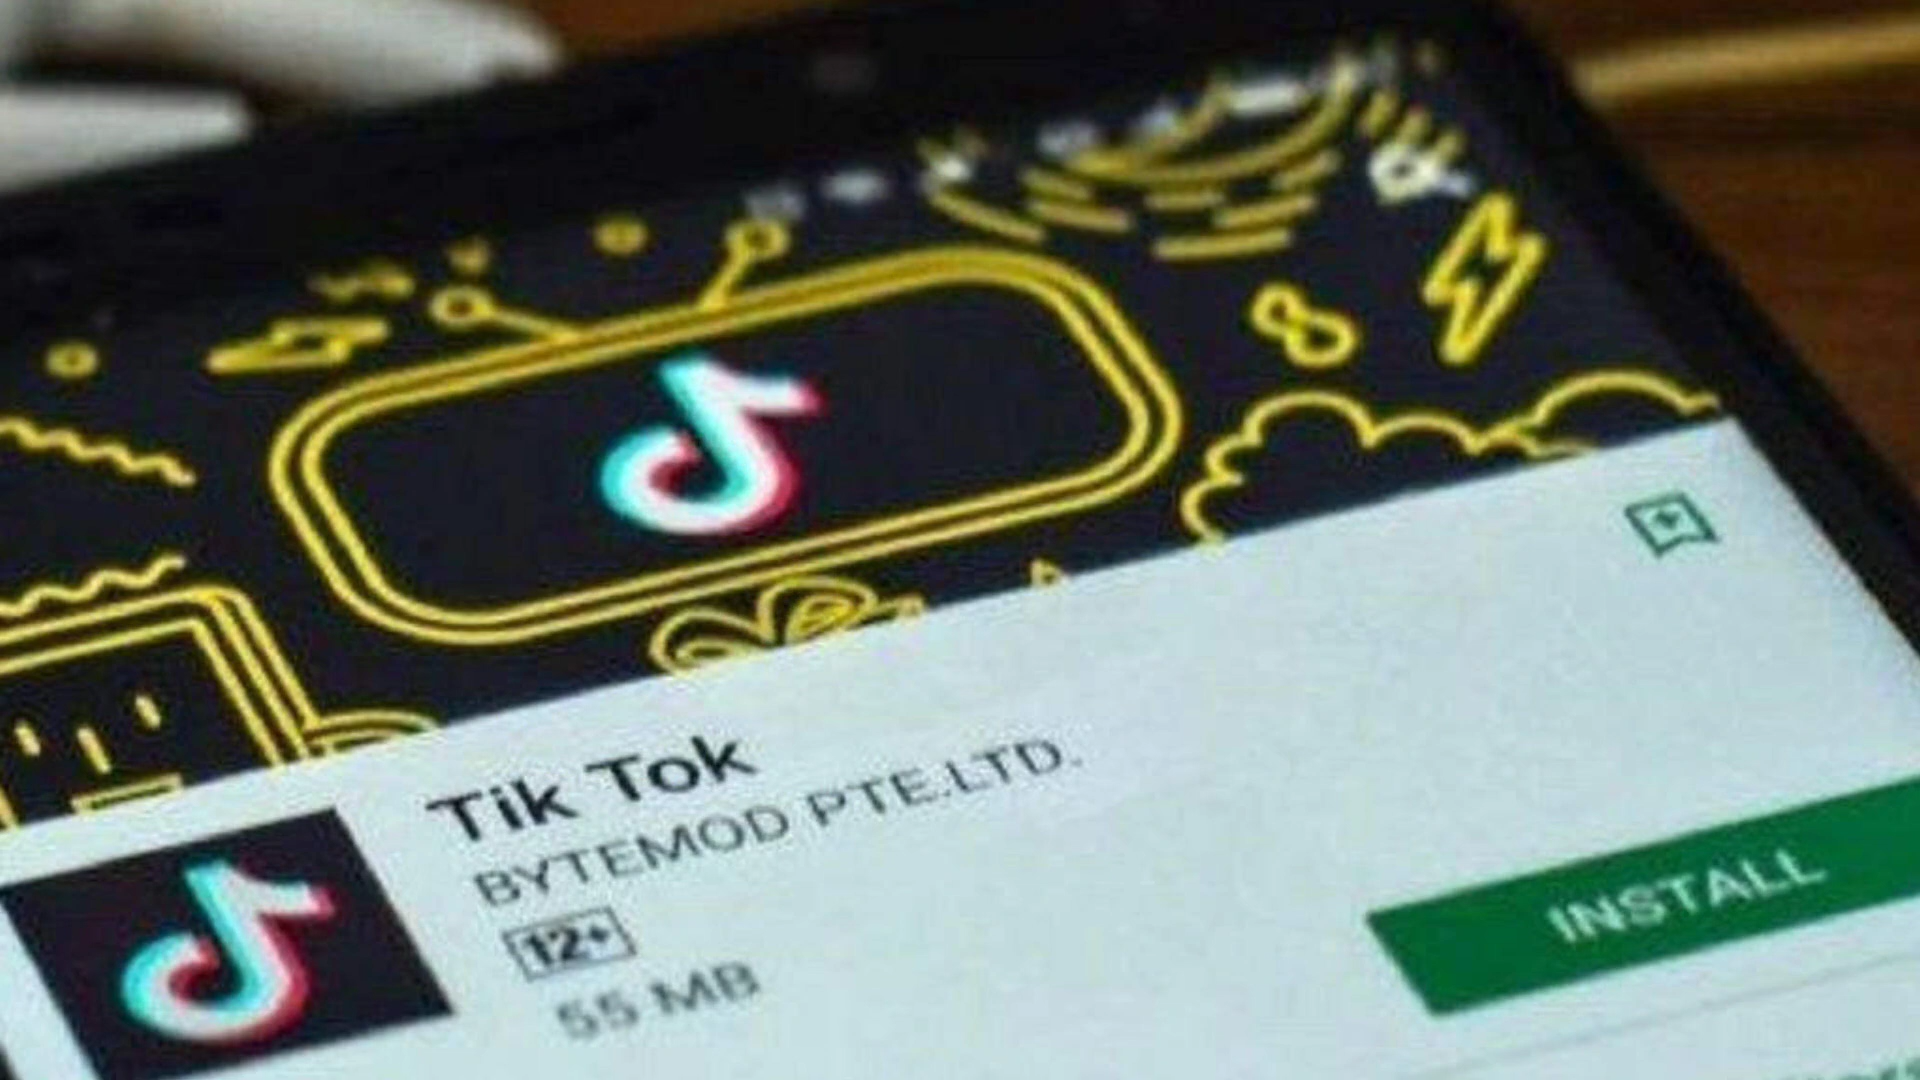 Tik Tok
BYTEMOD PTE.LTD.
12+
55 MB
INSTALL